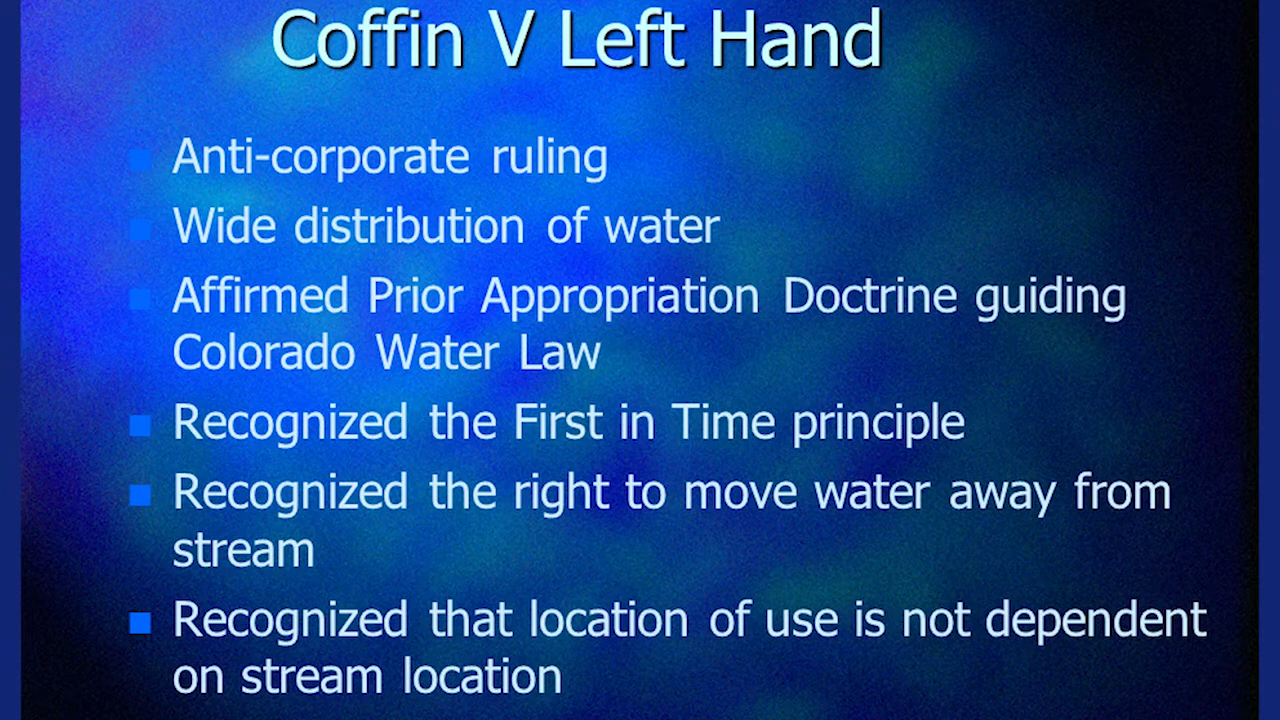 Coffin V Left Hand
Anti-corporate ruling
Wide distribution of water
Affirmed Prior Appropriation Doctrine guiding
Colorado Water Law
Recognized the First in Time principle
Recognized the right to move water away from
stream
Recognized that location of use is not dependent
on stream location